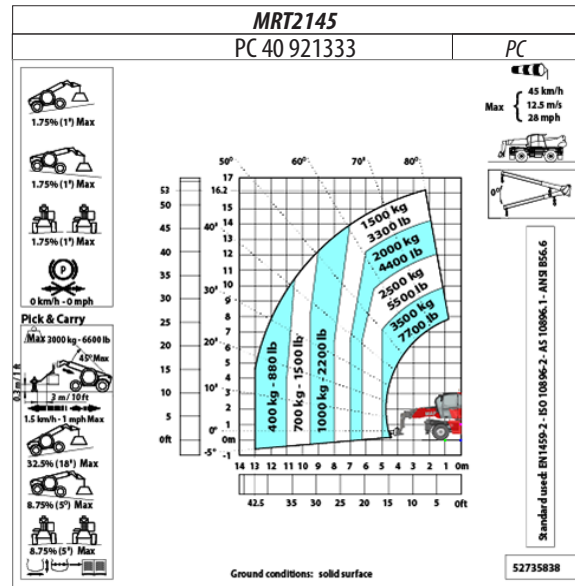 MRT2145
PC 40 921333
PC
1.75% (1°) Max
1.75% (1°) Max
1.75% (1°) Max
P
0 km/h - 0 mph
Pick & Carry
Max 3000 kg - 6600 lb
45° Max
0.3 m / 1 ft
3 m / 10 ft
1.5 km/h - 1 mph Max
32.5% (18°) Max
8.75% (5°) Max
8.75% (5°) Max
Max
45 km/h
12.5 m/s
28 mph
0°
50° 60° 70° 80°
40°
30°
20°
10°
0°
-5°
53 50 45 40 35 30 25 20 15 10 5 0ft
17 16.2 15 14 13 12 11 10 9 8 7 6 5 4 3 2 1 0m -1
1500 kg
3300 lb
2000 kg
4400 lb
2500 kg
5500 lb
3500 kg
7700 lb
400 kg - 880 lb
700 kg - 1500 lb
1000 kg - 2200 lb
14 13 12 11 10 9 8 7 6 5 4 3 2 1 0m
42.5 35 30 25 20 15 10 5 0ft
Standard used: EN1459-2 - ISO 10896-2 - AS 10896.1 - ANSI B56.6
Ground conditions: solid surface
52735838